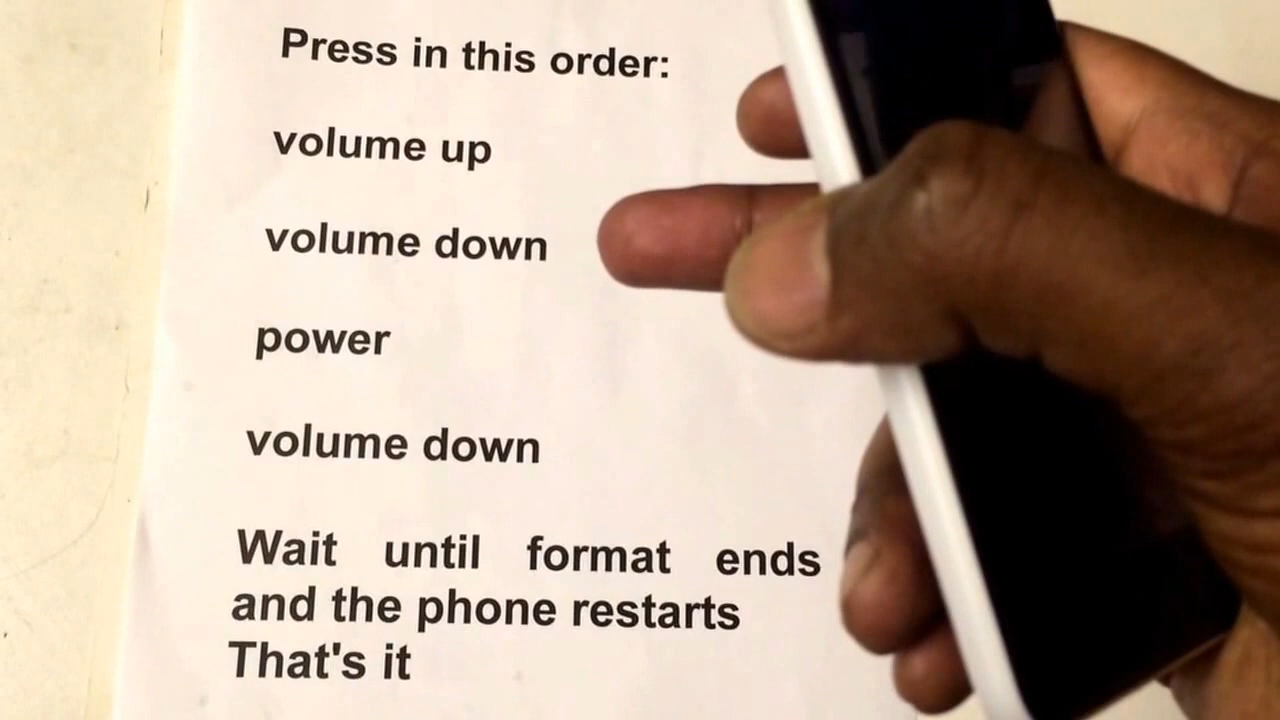 Press in this order:
volume up
volume down
power
volume down
Wait until format ends
and the phone restarts
That's it